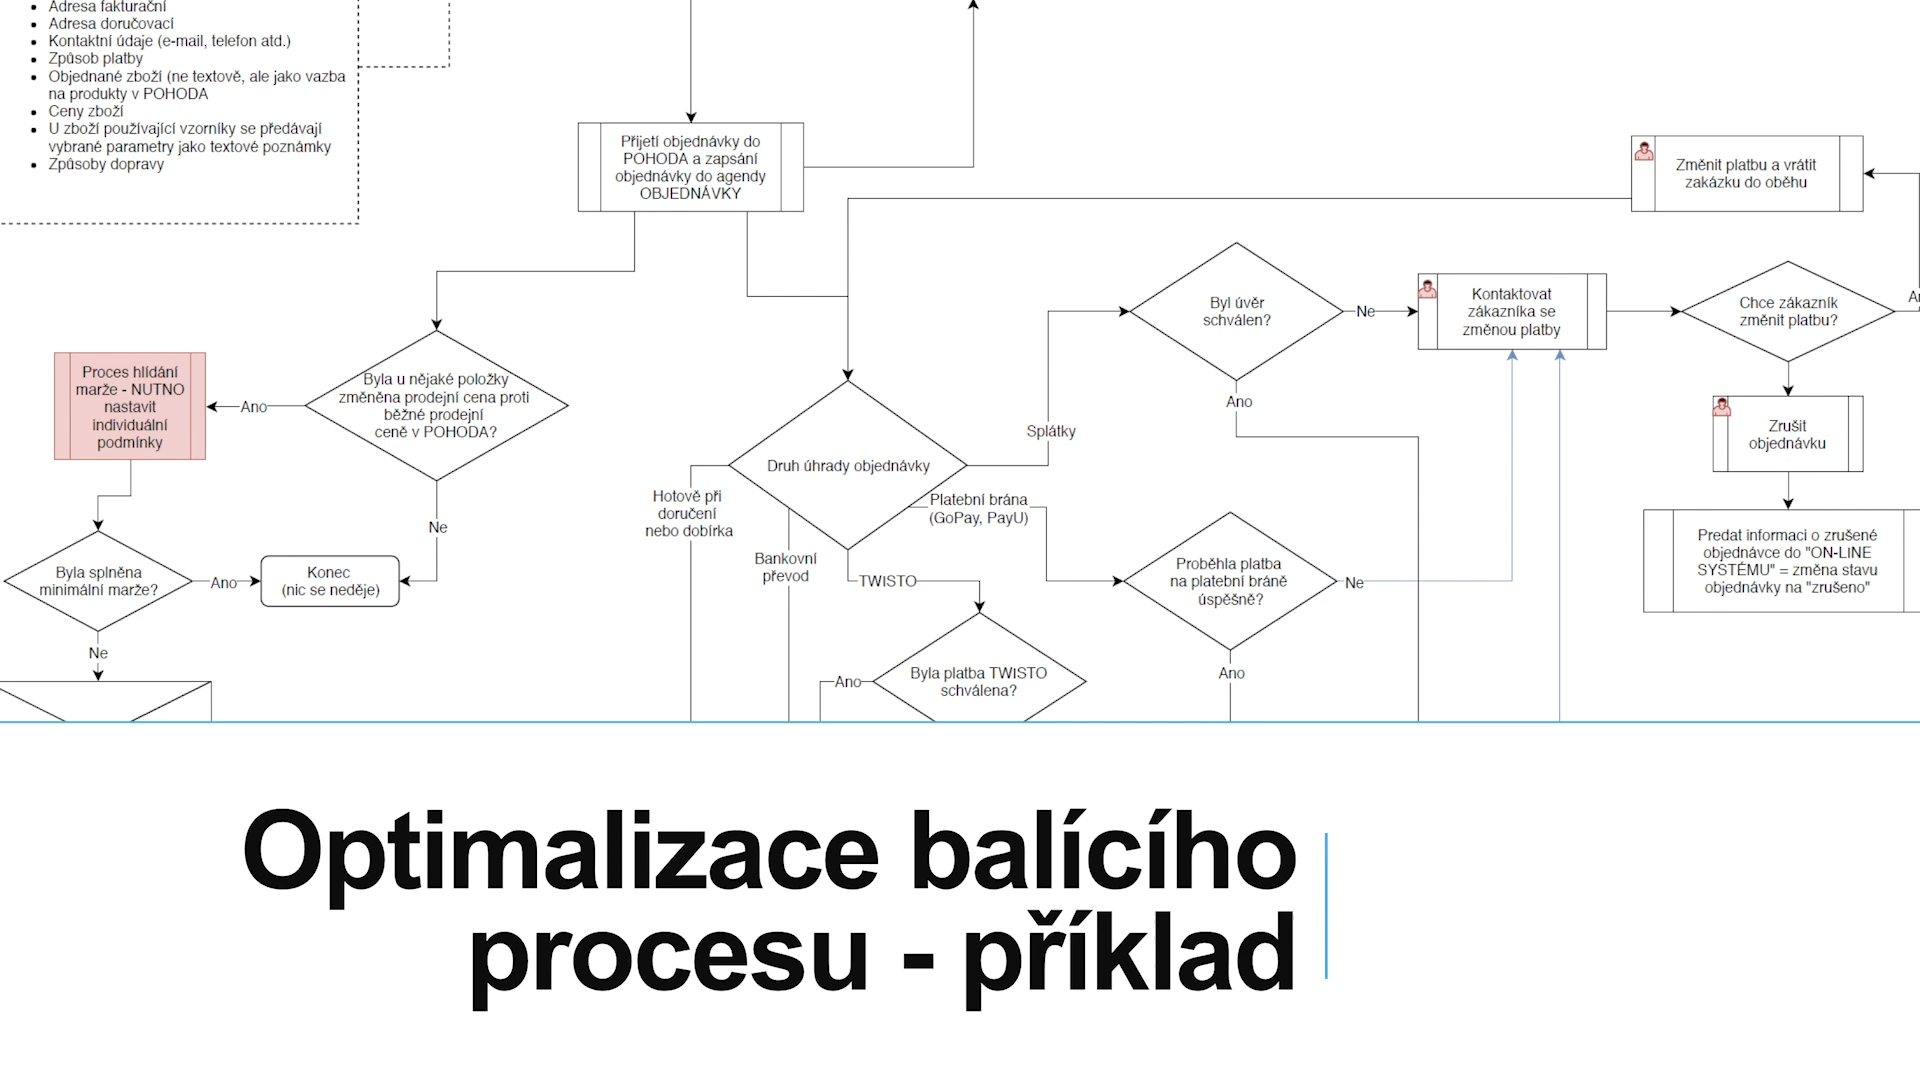 Adresa fakturační
Adresa doručovací
Kontaktní údaje (e-mail, telefon atd.)
Způsob platby
Objednané zboží (ne textově, ale jako vazba
na produkty v POHODA
Ceny zboží
U zboží používající vzorníky se předávají
vybrané parametry jako textové poznámky
Způsoby dopravy
Přijetí objednávky do
POHODA a zapsání
objednávky do agendy
OBJEDNÁVKY
Změnit platbu a vrátit
zakázku do oběhu
Byl úvěr
schválen?
Ne
Kontaktovat
zákazníka se
změnou platby
Chce zákazník
změnit platbu?
Proces hlídání
marže - NUTNO
nastavit
individuální
podmínky
Ano
Byla u nějaké položky
změněna prodejní cena proti
běžné prodejní
ceně v POHODA?
Ano
Splátky
Zrušit
objednávku
Druh úhrady objednávky
Hotově při
doručení
nebo dobírka
Platební brána
(GoPay, PayU)
Ne
Bankovní
převod
TWISTO
Proběhla platba
na platební bráně
úspěšně?
Ne
Predat informaci o zrušené
objednávce do "ON-LINE
SYSTÉMU" = změna stavu
objednávky na "zrušeno"
Byla splněna
minimální marže?
Ano
Konec
(nic se neděje)
Ne
Ano
Byla platba TWISTO
schválena?
Ano
Optimalizace balícího
procesu - příklad